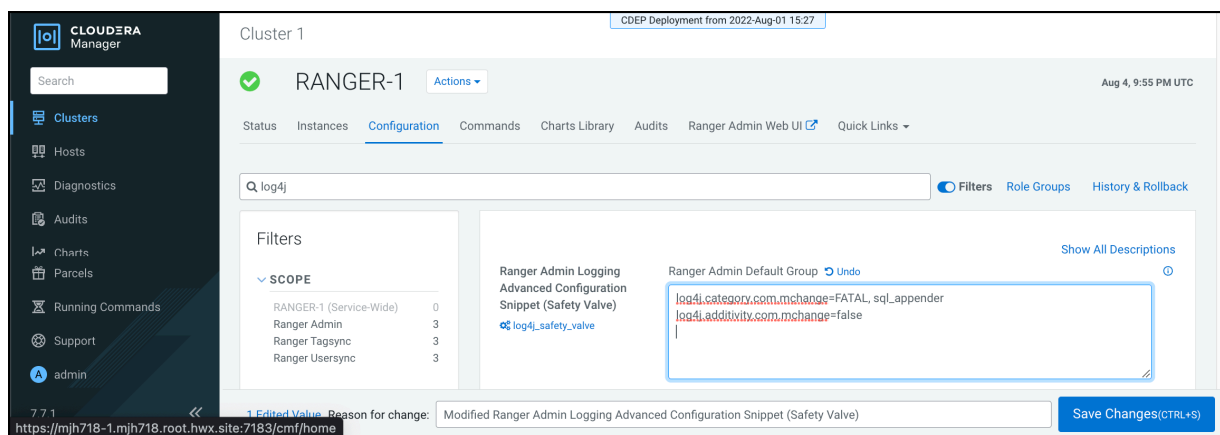 CDEP Deployment from 2022-Aug-01 15:27
CLOUDERA
Manager
Cluster 1
Search
RANGER-1
Actions
Aug 4, 9:55 PM UTC
Clusters
Hosts
Diagnostics
Audits
Charts
Parcels
Running Commands
Support
A admin
7.7.1
Status Instances Configuration Commands Charts Library Audits Ranger Admin Web UI Quick Links
log4j
Filters Role Groups History & Rollback
Filters
SCOPE
RANGER-1 (Service-Wide) 0
Ranger Admin 3
Ranger Tagsync 3
Ranger Usersync 3
Show All Descriptions
Ranger Admin Logging
Advanced Configuration
Snippet (Safety Valve)
log4j_safety_valve
Ranger Admin Default Group Undo
log4j.category.com.mchange=FATAL, sql_appender
log4j.additivity.com.mchange=false
1 Edited Value Reason for change: Modified Ranger Admin Logging Advanced Configuration Snippet (Safety Valve)
Save Changes(CTRL+S)
https://mjh718-1.mjh718.root.hwx.site:7183/cmf/home